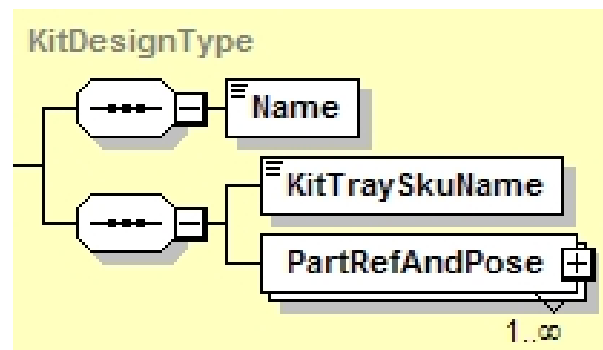 KitDesignType
Name
KitTraySkuName
PartRefAndPose
1..∞